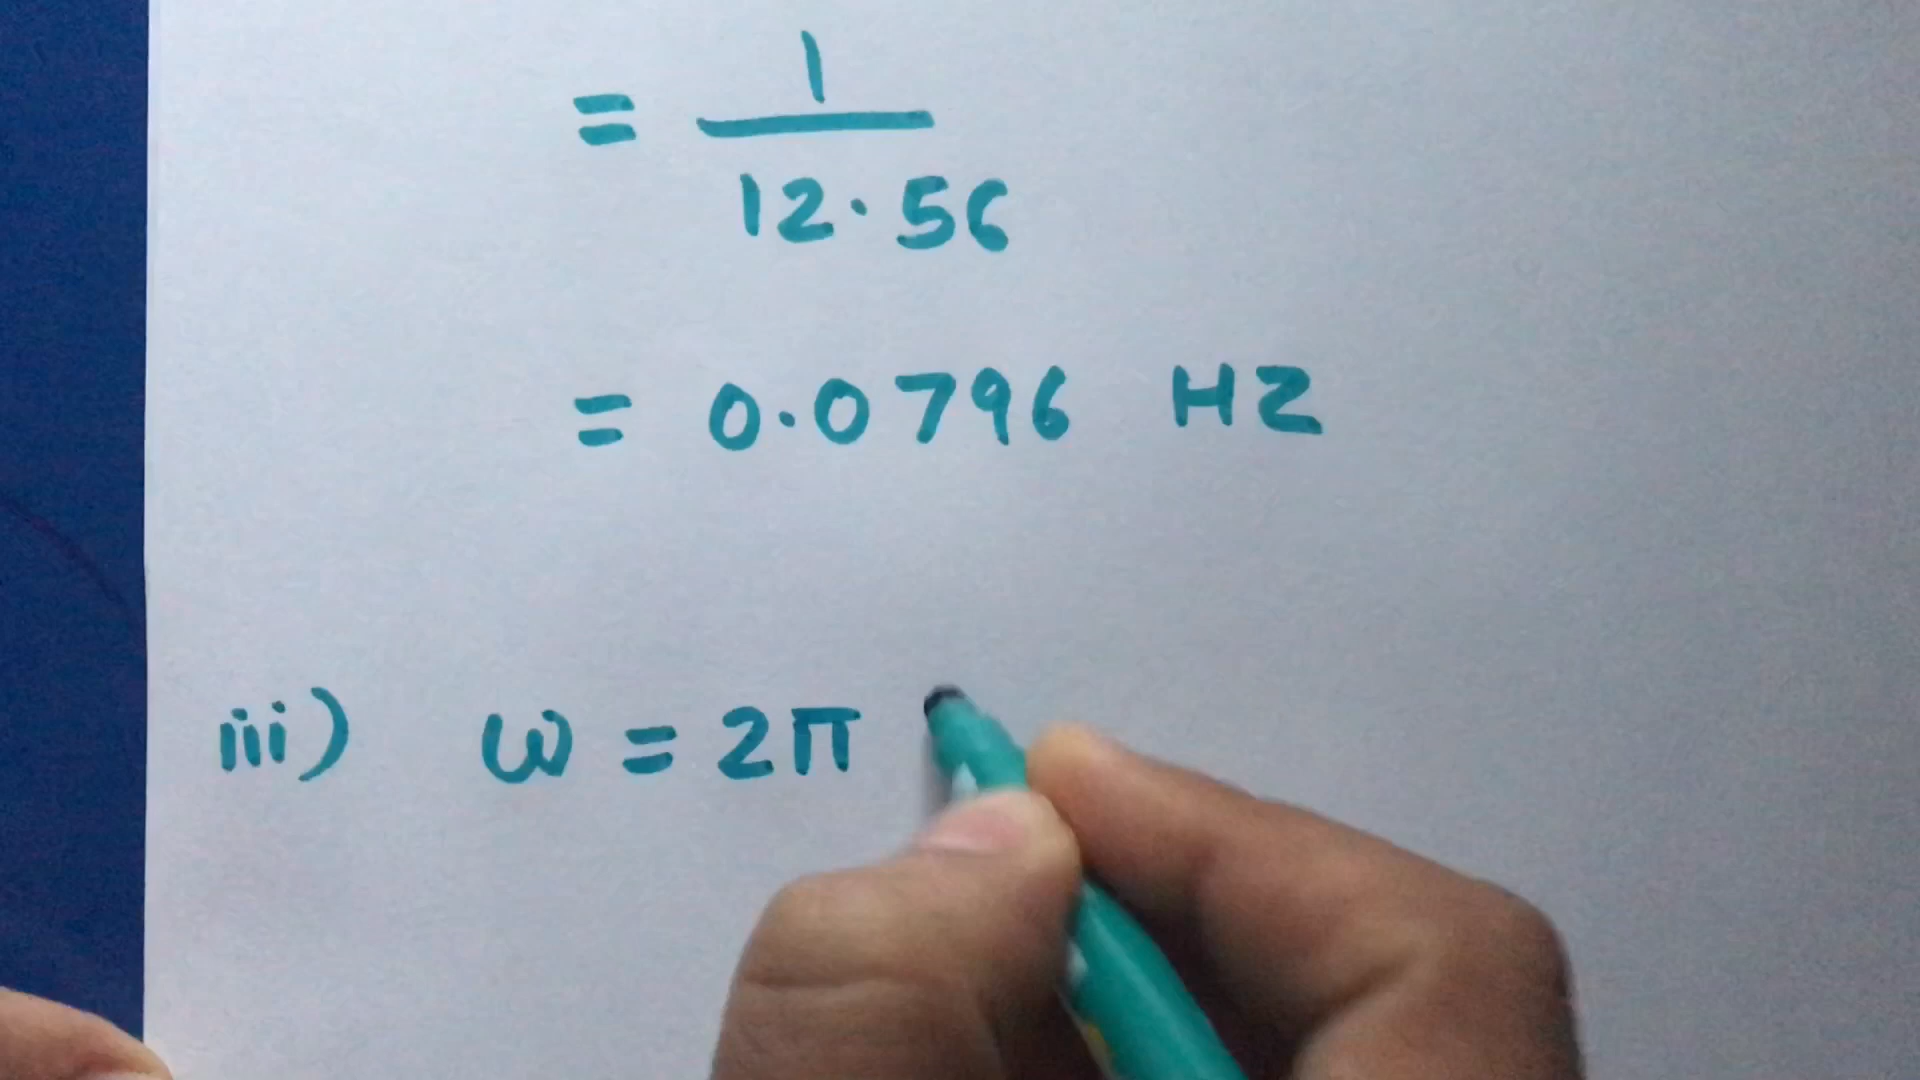 = 1
12.56
= 0.0796 HZ
iii) ω = 2π